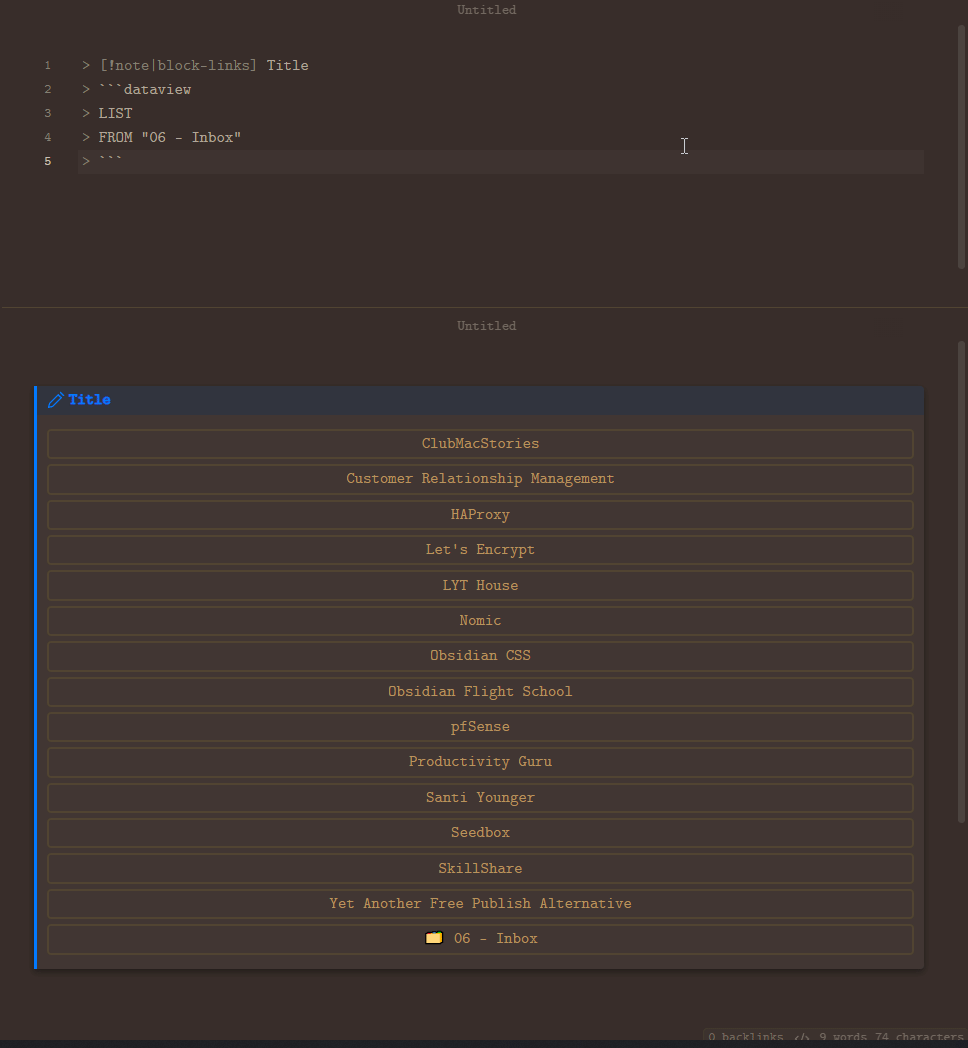 Untitled
1 > [!note|block-links] Title
2 > ```dataview
3 > LIST
4 > FROM "06 - Inbox"
5 > ```
Untitled
Title
ClubMacStories
Customer Relationship Management
HAProxy
Let's Encrypt
LYT House
Nomic
Obsidian CSS
Obsidian Flight School
pfSense
Productivity Guru
Santi Younger
Seedbox
SkillShare
Yet Another Free Publish Alternative
06 - Inbox
0 backlinks </> 9 words 74 characters